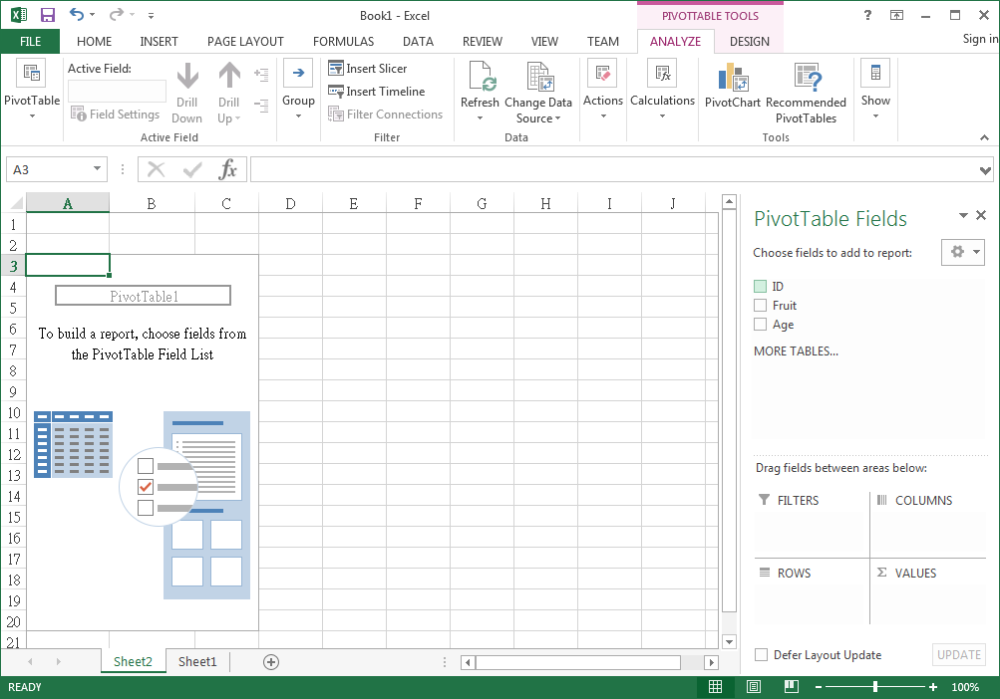 Book1 - Excel
PIVOTTABLE TOOLS
?
FILE HOME INSERT PAGE LAYOUT FORMULAS DATA REVIEW VIEW TEAM ANALYZE DESIGN Sign in
PivotTable
Active Field:
Field Settings
Drill Down
Drill Up
Active Field
Group
Insert Slicer
Insert Timeline
Filter Connections
Filter
Refresh
Change Data Source
Data
Actions
Calculations
PivotChart
Recommended PivotTables
Tools
Show
A3
fx
A B C D E F G H I J
1
2
3
4
5
6
7
8
9
10
11
12
13
14
15
16
17
18
19
20
21
PivotTable1
To build a report, choose fields from
the PivotTable Field List
PivotTable Fields
Choose fields to add to report:
ID
Fruit
Age
MORE TABLES...
Drag fields between areas below:
FILTERS
COLUMNS
ROWS
Σ VALUES
Defer Layout Update
UPDATE
Sheet2 Sheet1
READY
100%